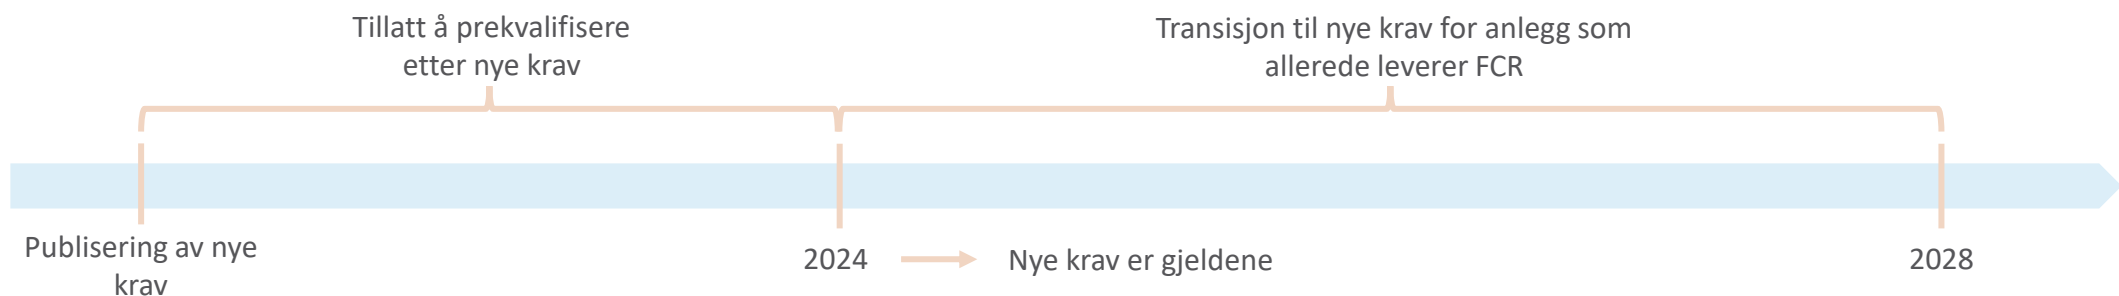 Tillatt å prekvalifisere
etter nye krav
Transisjon til nye krav for anlegg som
allerede leverer FCR
Publisering av nye
krav
2024
Nye krav er gjeldene
2028